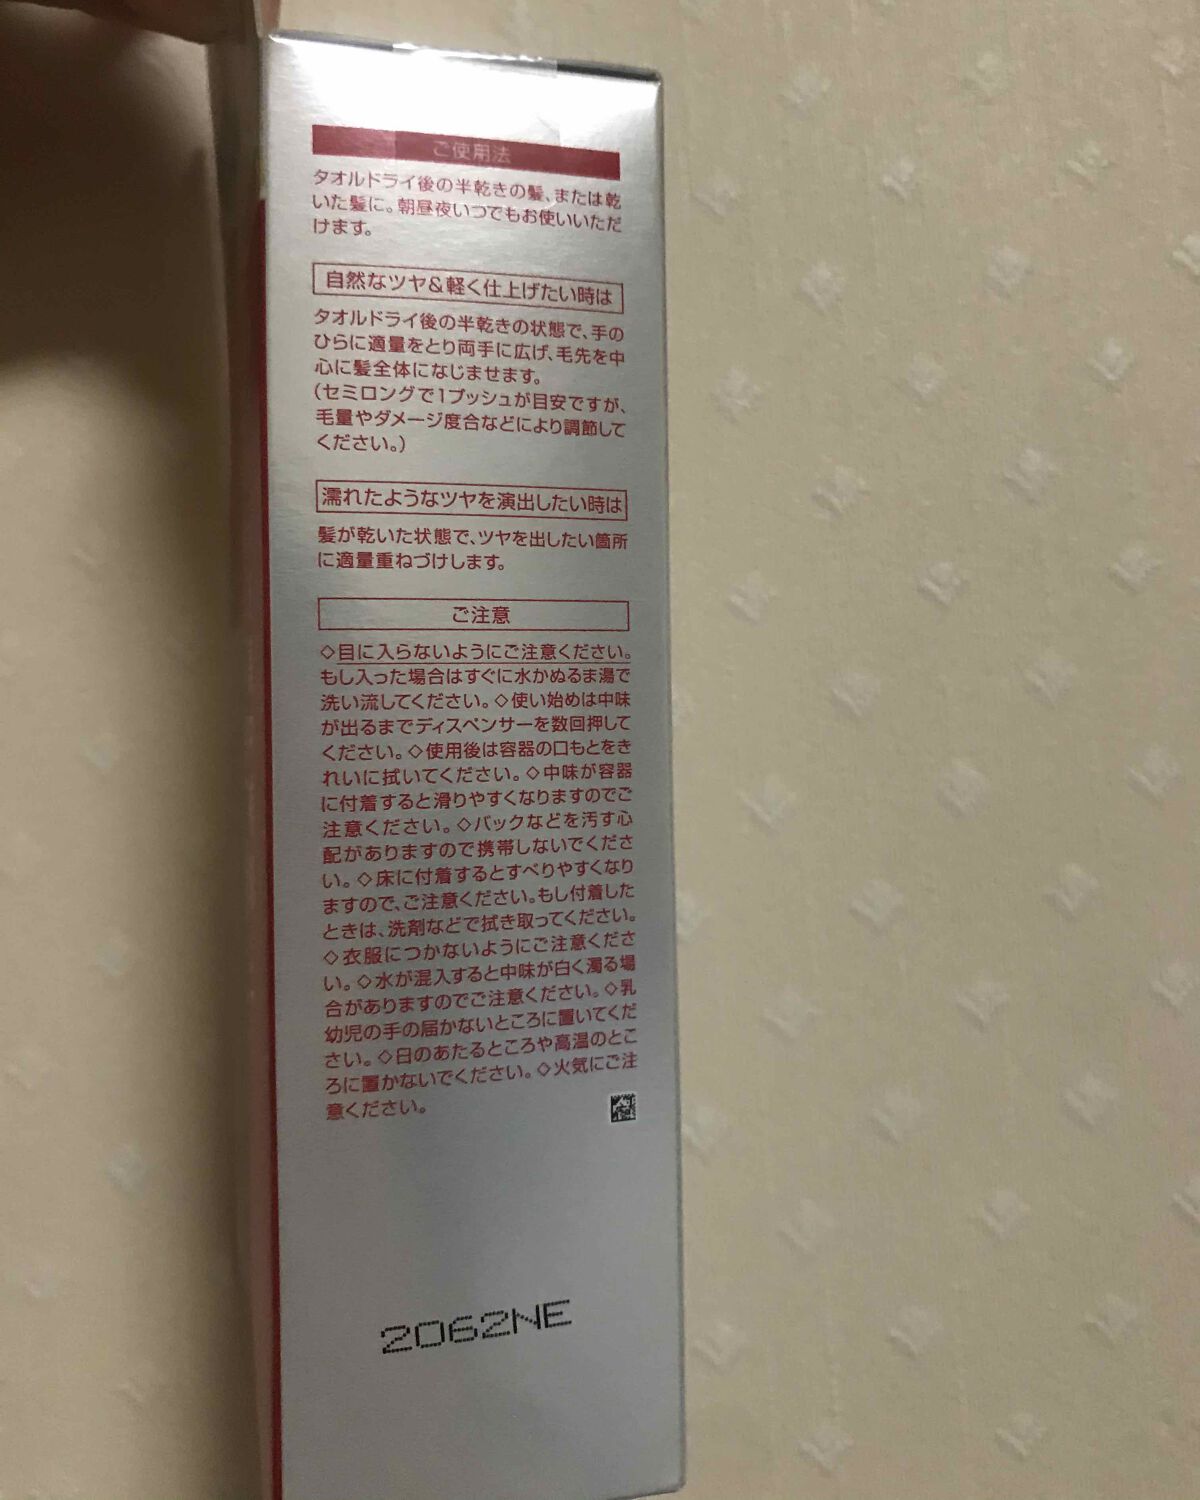 ご使用法
タオルドライ後の半乾きの髪、または乾
いた髪に。朝昼夜いつでもお使いいただ
けます。
自然なツヤ&軽く仕上げたい時は
タオルドライ後の半乾きの状態で、手の
ひらに適量をとり両手に広げ、毛先を中
心に髪全体になじませます。
(セミロングで1プッシュが目安ですが、
毛量やダメージ度合などにより調節して
ください。)
濡れたようなツヤを演出したい時は
髪が乾いた状態で、ツヤを出したい箇所
に適量重ねづけします。
ご注意
◇目に入らないようにご注意ください。
もし入った場合はすぐに水かぬるま湯で
洗い流してください。◇使い始めは中味
が出るまでディスペンサーを数回押して
ください。◇使用後は容器の口もとをき
れいに拭いてください。◇中味が容器
に付着すると滑りやすくなりますのでご
注意ください。◇バックなどを汚す心
配がありますので携帯しないでくださ
い。◇床に付着するとすべりやすくなり
ますので、ご注意ください。もし付着した
ときは、洗剤などで拭き取ってください。
◇衣服につかないようにご注意くださ
い。◇水が混入すると中味が白く濁る場
合がありますのでご注意ください。◇乳
幼児の手の届かないところに置いてくだ
さい。◇日のあたるところや高温のとこ
ろに置かないでください。◇火気にご注
意ください。
2062NE